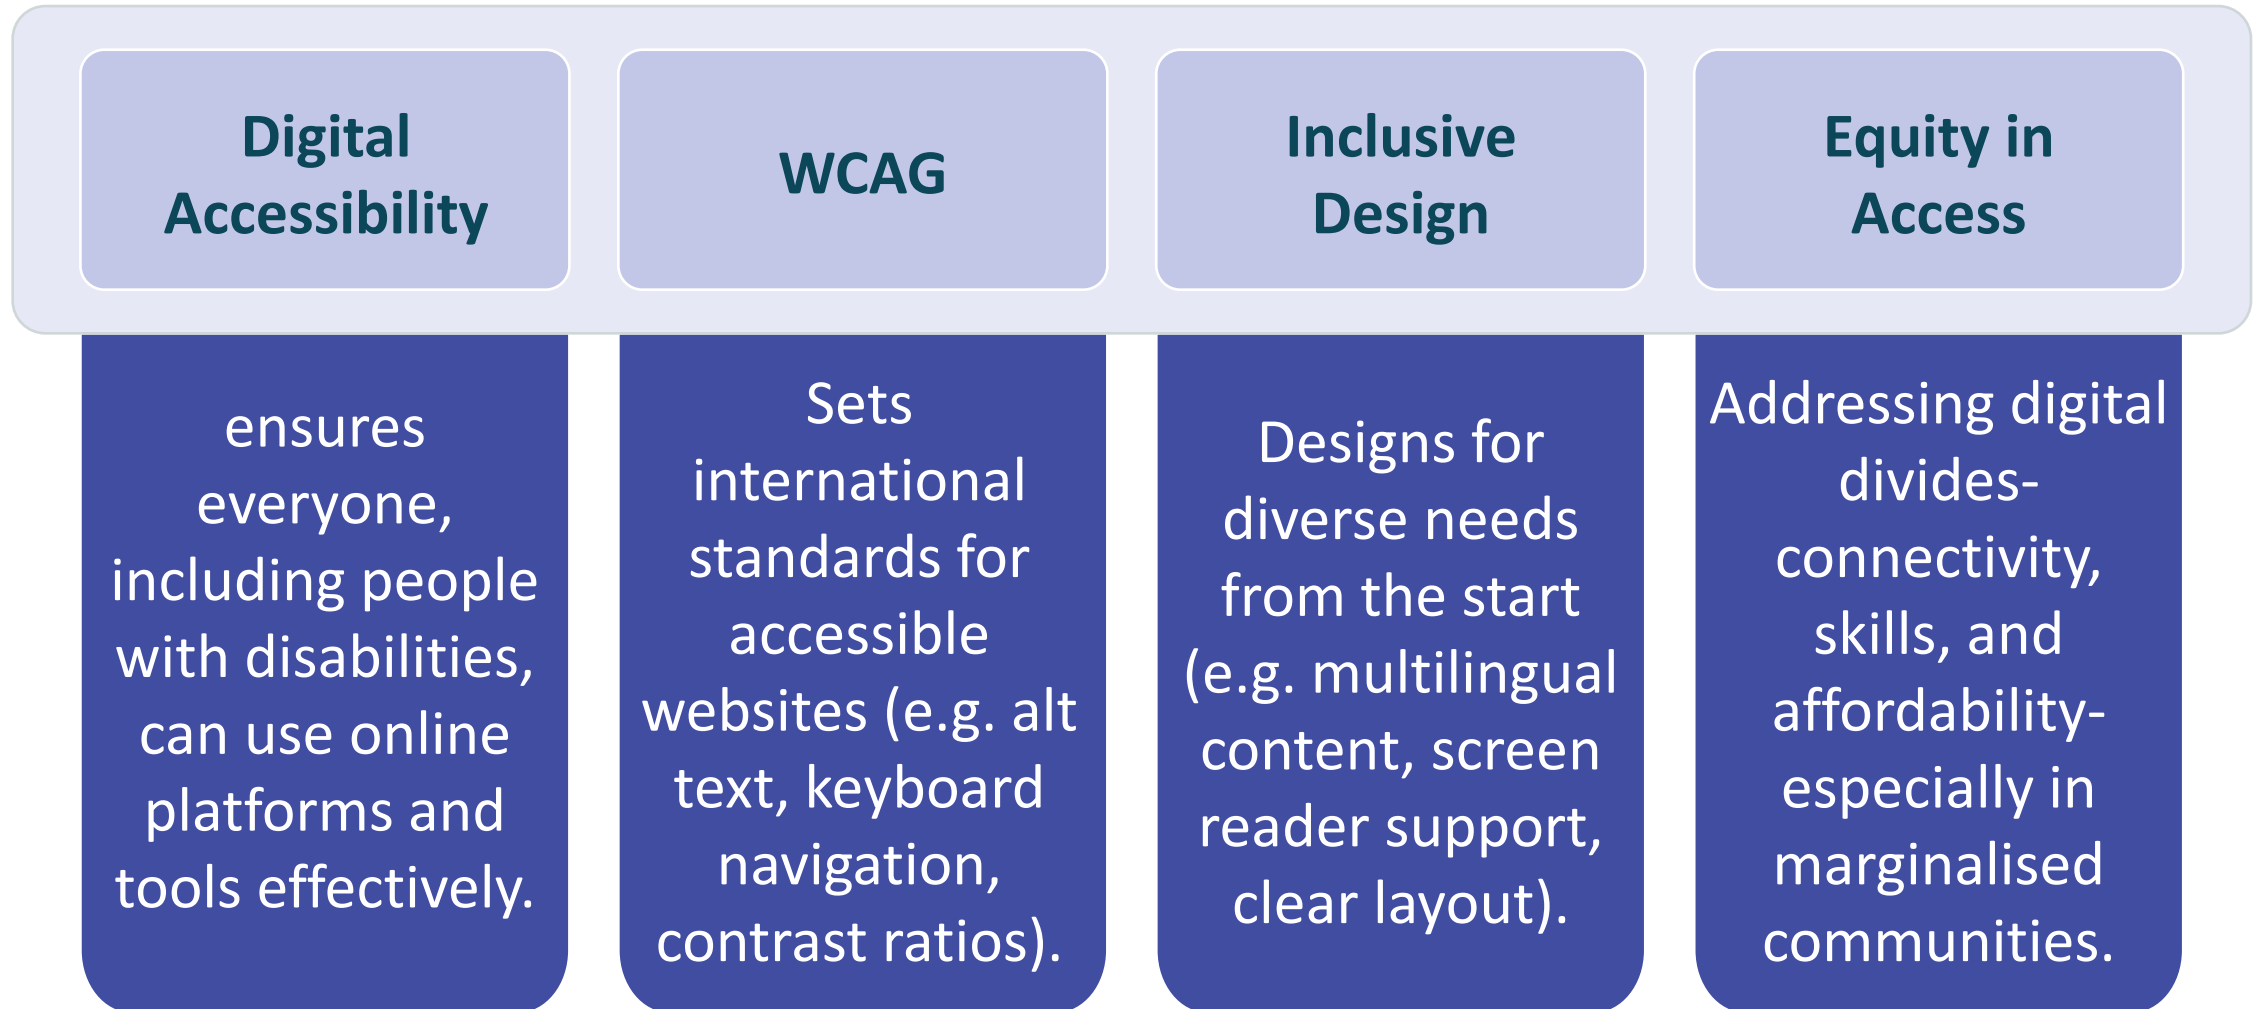 Digital
Accessibility
WCAG
Inclusive
Design
Equity in
Access
ensures
everyone,
including people
with disabilities,
can use online
platforms and
tools effectively.
Sets
international
standards for
accessible
websites (e.g. alt
text, keyboard
navigation,
contrast ratios).
Designs for
diverse needs
from the start
(e.g. multilingual
content, screen
reader support,
clear layout).
Addressing digital
divides-
connectivity,
skills, and
affordability-
especially in
marginalised
communities.